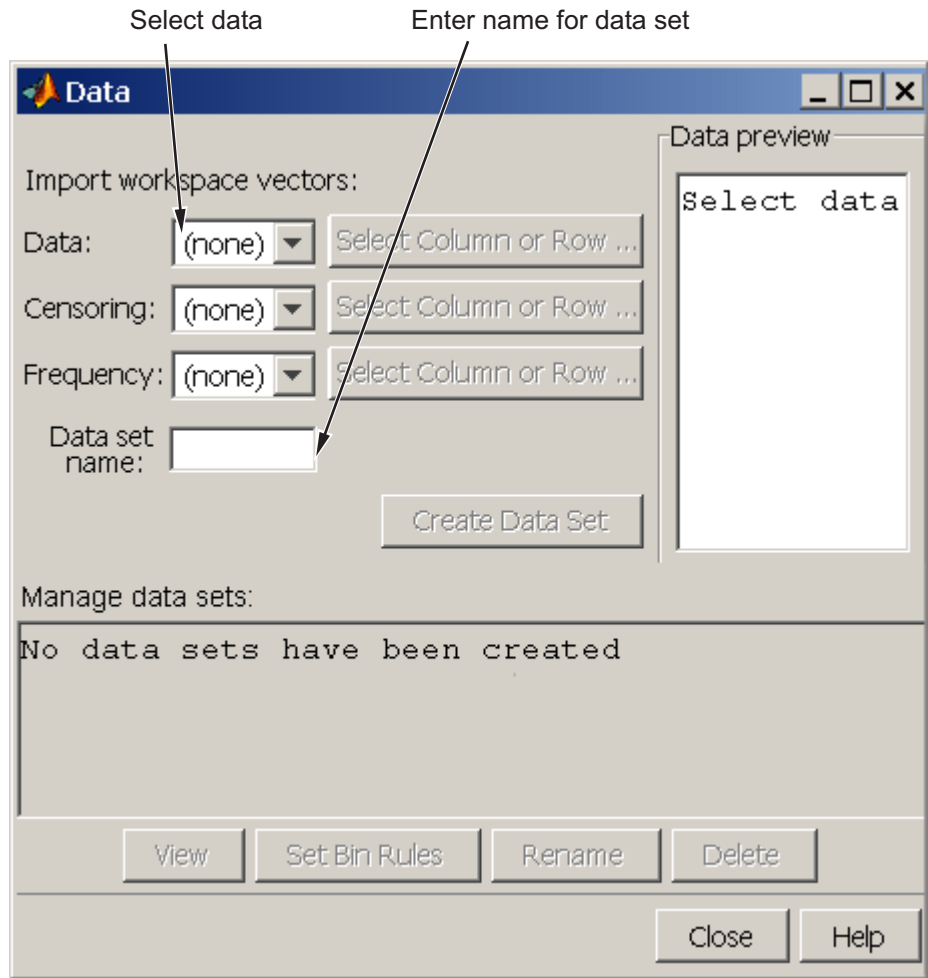 Select data
Enter name for data set
Data
Data preview
Import workspace vectors:
Select data
Data: (none) Select Column or Row ...
Censoring: (none) Select Column or Row ...
Frequency: (none) Select Column or Row ...
Data set
name:
Create Data Set
Manage data sets:
No data sets have been created
View Set Bin Rules Rename Delete
Close Help